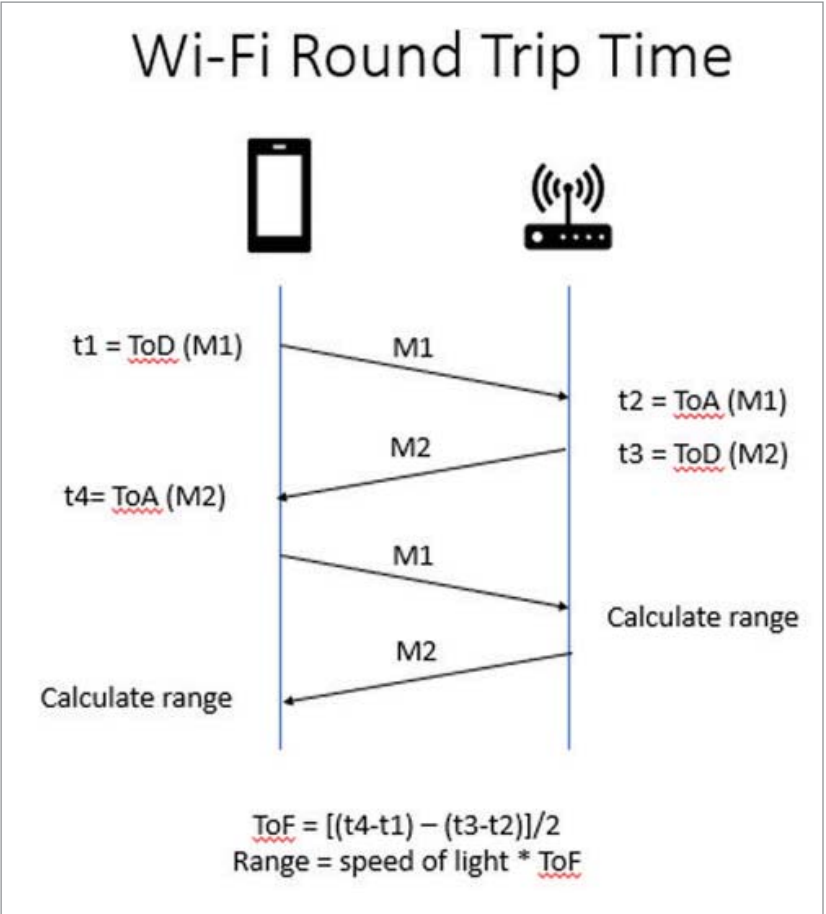 Wi-Fi Round Trip Time
t1 = ToD (M1)
M1
t2 = ToA (M1)
M2
t3 = ToD (M2)
t4= ToA (M2)
M1
Calculate range
M2
Calculate range
ToF = [(t4-t1) – (t3-t2)]/2
Range = speed of light * ToF